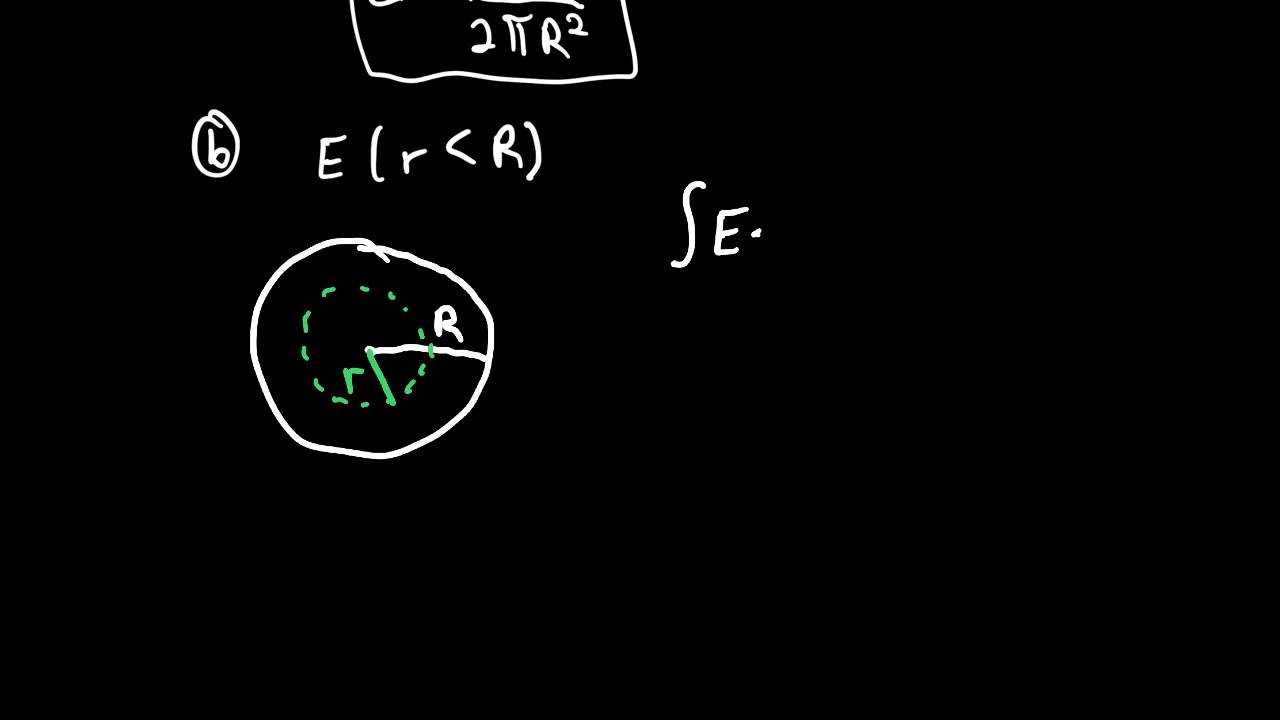 2πR²
ⓑ E(r < R)
∫E·
R
r